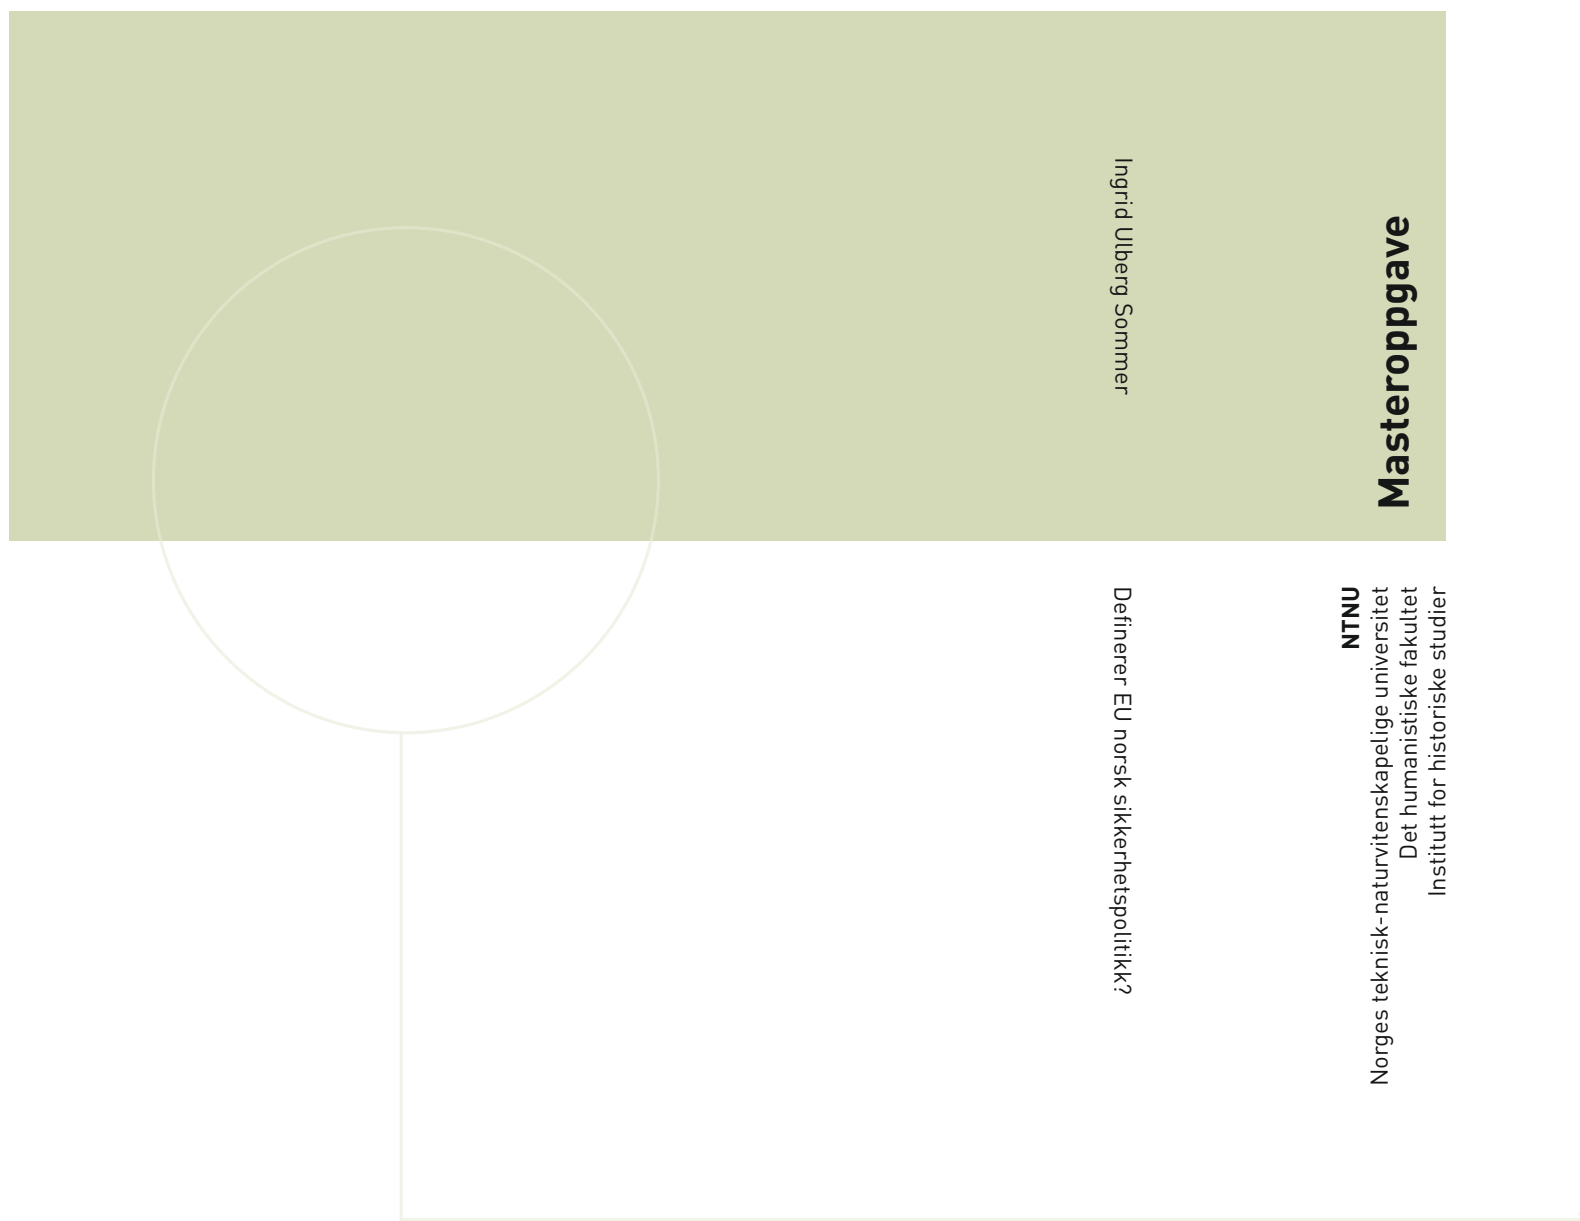 Ingrid Ulberg Sommer
Definerer EU norsk sikkerhetspolitikk?
Masteroppgave
NTNU
Norges teknisk-naturvitenskapelige universitet
Det humanistiske fakultet
Institutt for historiske studier